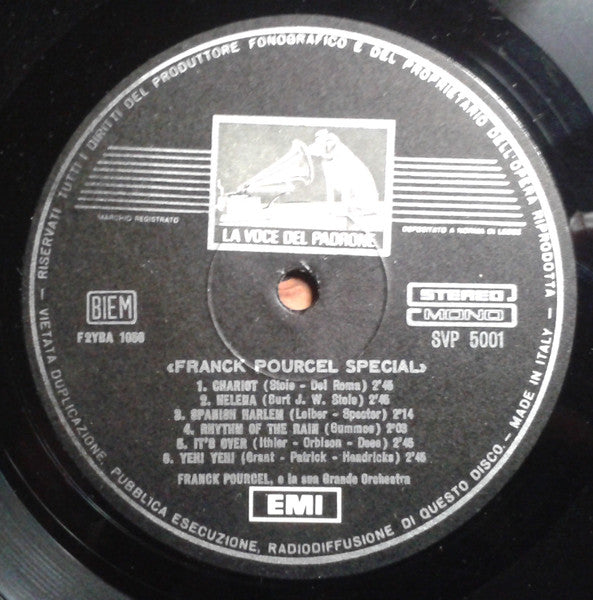 RISERVATI TUTTI I DIRITTI DEL PRODUTTORE FONOGRAFICO E DEL PROPRIETARIO DELL'OPERA RIPRODOTTA
LA VOCE DEL PADRONE
MARCHIO REGISTRATO
DEPOSITATO A NORMA DI LEGGE
BIEM
F2YBA 1056
STEREO
MONO
SVP 5001
«FRANCK POURCEL SPECIAL»
1. CHARIOT (Stole - Del Roma) 2'45
2. HELENA (Burt J. W. Stole) 2'46
3. SPANISH HARLEM (Leiber - Spector) 2'14
4. RHYTHM OF THE RAIN (Gummoe) 2'03
5. IT'S OVER (Ithier - Orbison - Dees) 2'45
6. YEH! YEH! (Grant - Patrick - Hendricks) 2'45
FRANCK POURCEL, e la sua Grande Orchestra
EMI
— VIETATA DUPLICAZIONE, PUBBLICA ESECUZIONE, RADIODIFFUSIONE DI QUESTO DISCO. — MADE IN ITALY —